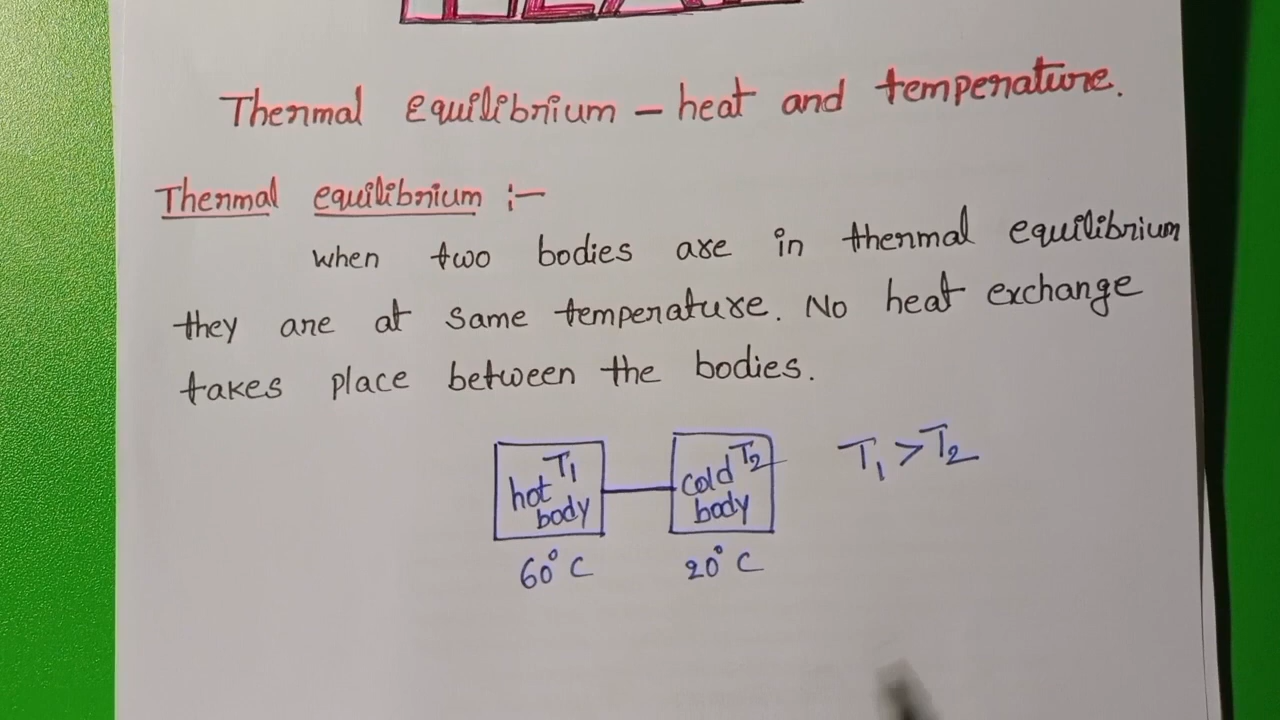 Thermal equilibrium - heat and temperature.
Thermal equilibrium :-
when two bodies are in thermal equilibrium
they are at same temperature. No heat exchange
takes place between the bodies.
T1 T2 T1 > T2
hot cold
body body
60° C 20° C